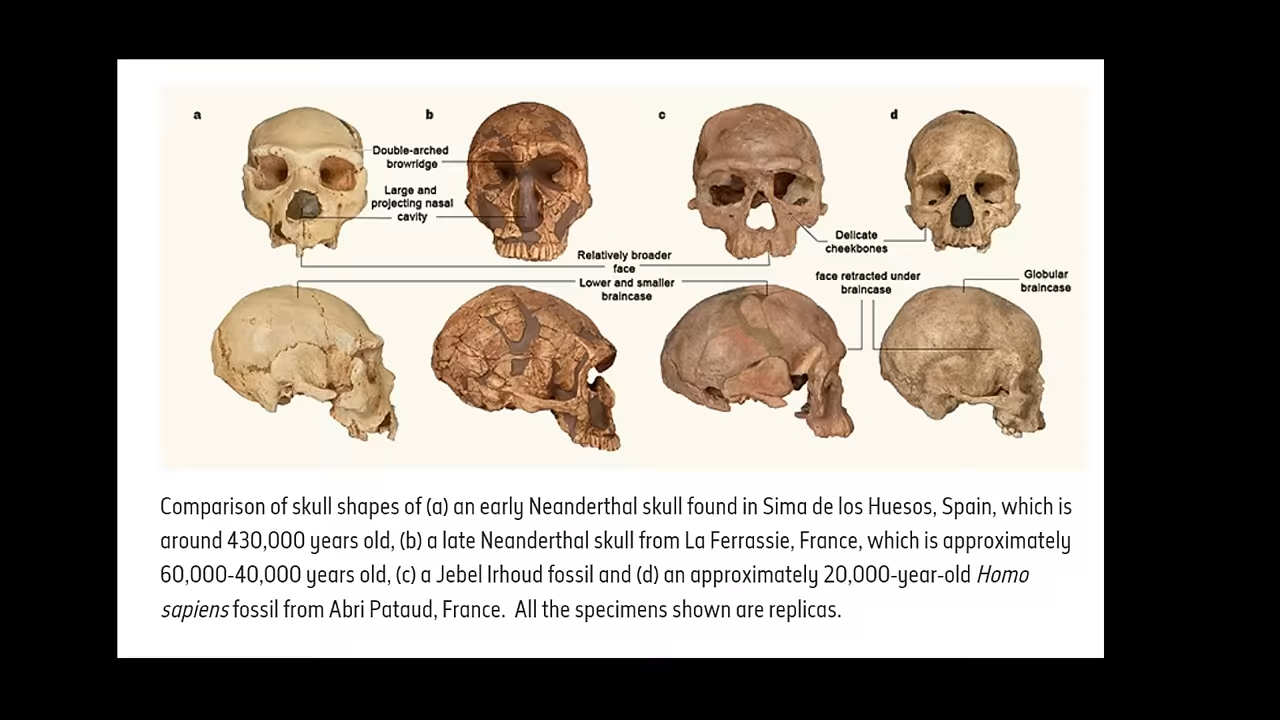 a
b
c
d
Double-arched
browridge
Large and
projecting nasal
cavity
Delicate
cheekbones
Relatively broader
face
Lower and smaller
braincase
face retracted under
braincase
Globular
braincase
Comparison of skull shapes of (a) an early Neanderthal skull found in Sima de los Huesos, Spain, which is
around 430,000 years old, (b) a late Neanderthal skull from La Ferrassie, France, which is approximately
60,000-40,000 years old, (c) a Jebel Irhoud fossil and (d) an approximately 20,000-year-old Homo
sapiens fossil from Abri Pataud, France. All the specimens shown are replicas.